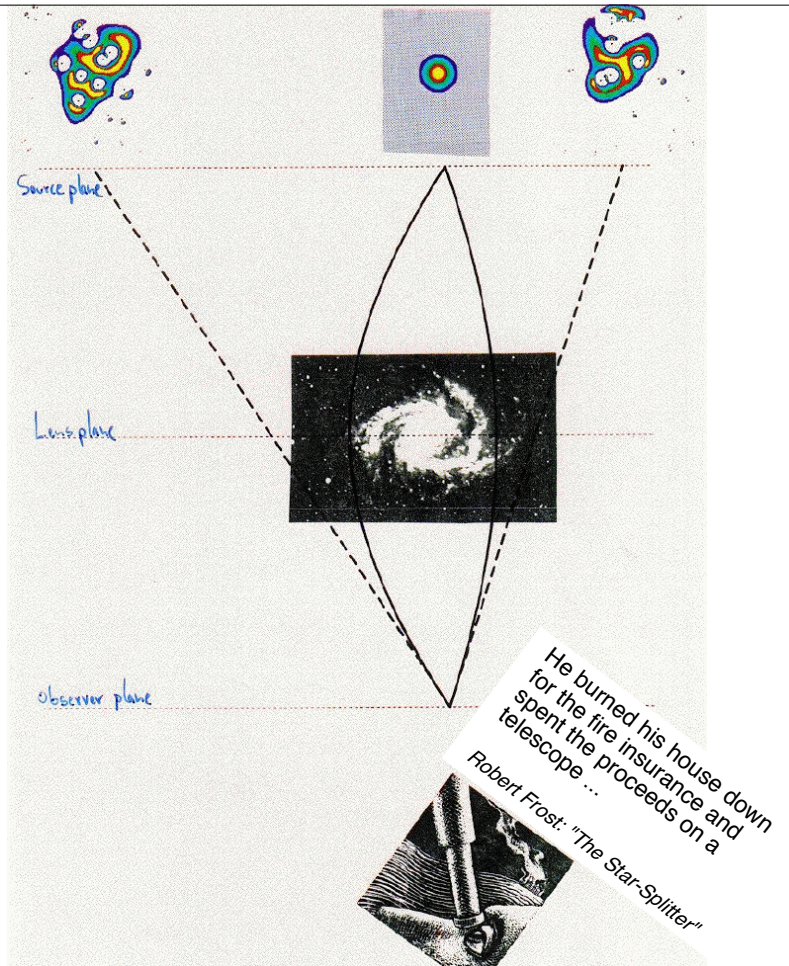 Source plane
Lens plane
Observer plane
He burned his house down
for the fire insurance and
spent the proceeds on a
telescope ...
Robert Frost: "The Star-Splitter"